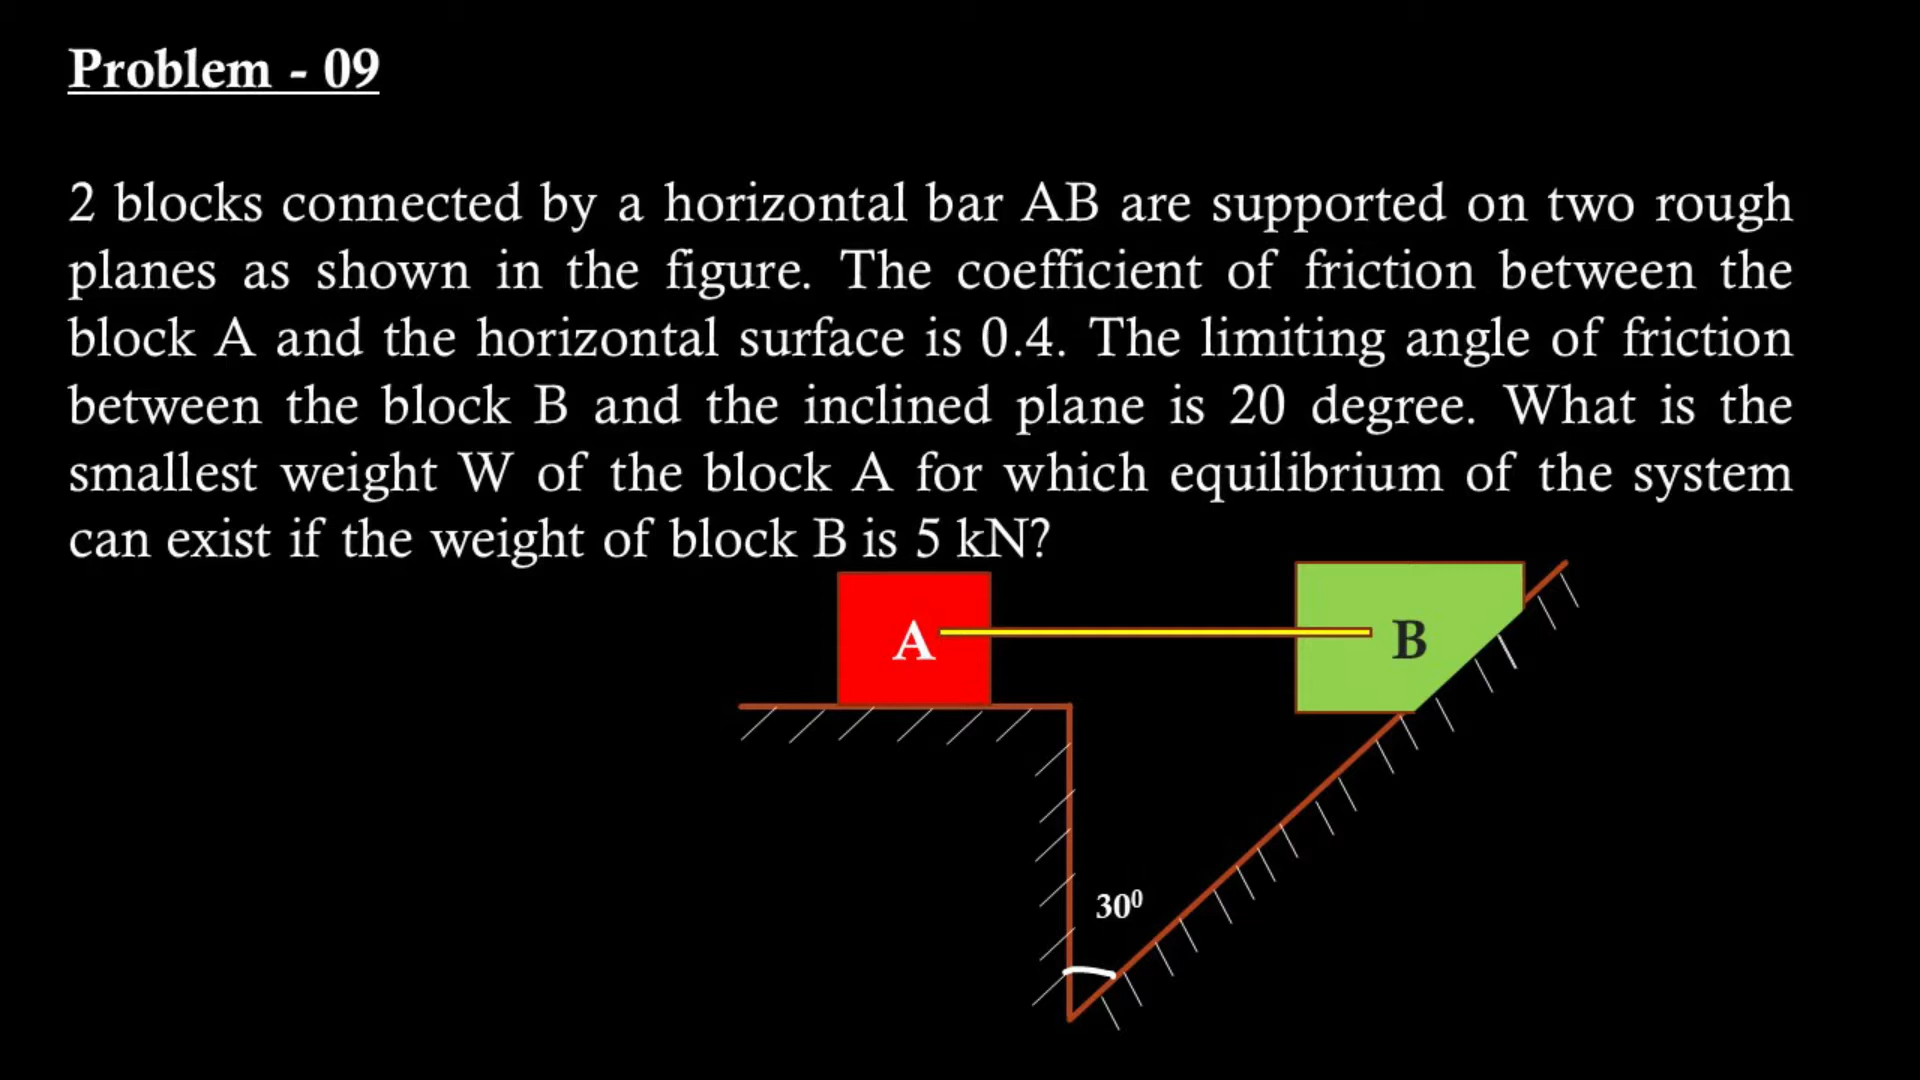 Problem - 09
2 blocks connected by a horizontal bar AB are supported on two rough
planes as shown in the figure. The coefficient of friction between the
block A and the horizontal surface is 0.4. The limiting angle of friction
between the block B and the inclined plane is 20 degree. What is the
smallest weight W of the block A for which equilibrium of the system
can exist if the weight of block B is 5 kN?
A
B
30⁰